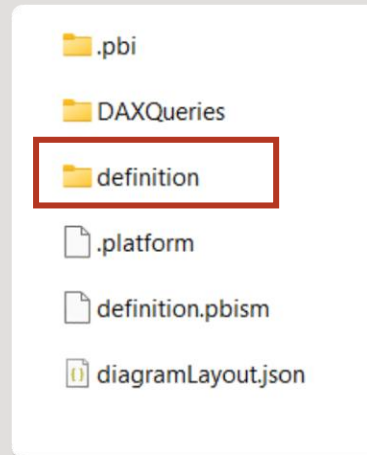 .pbi
DAXQueries
definition
.platform
definition.pbism
diagramLayout.json